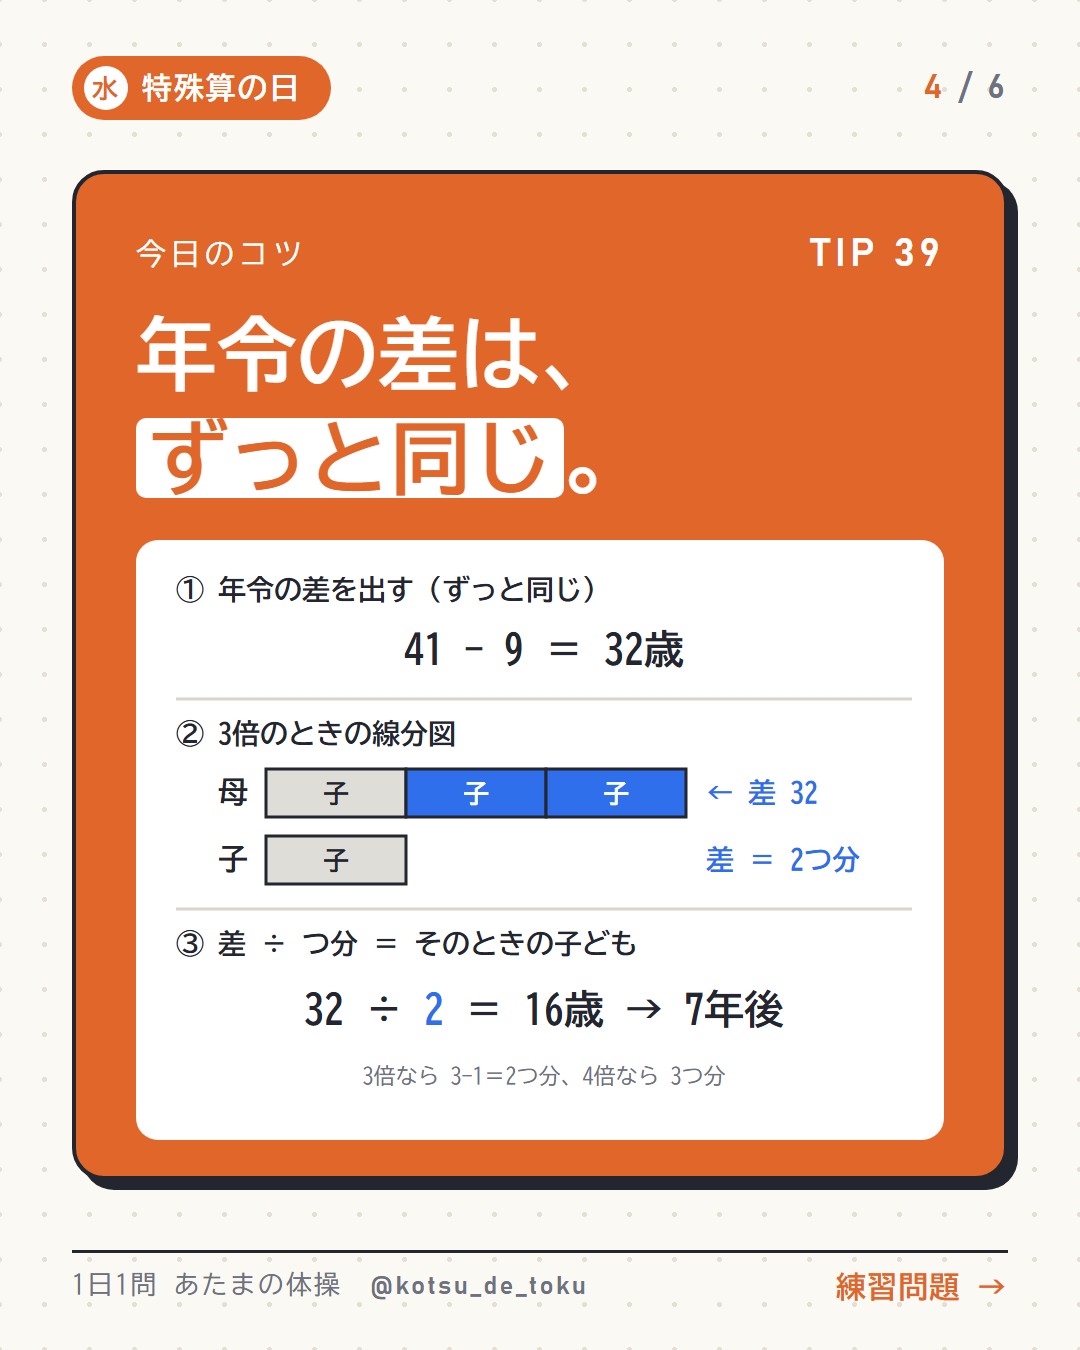 水 特殊算の日
4 / 6
今日のコツ
TIP 39
年令の差は、
ずっと同じ。
① 年令の差を出す（ずっと同じ）
41 − 9 ＝ 32歳
② 3倍のときの線分図
母 子 子 子 ← 差 32
子 子 差 ＝ 2つ分
③ 差 ÷ つ分 ＝ そのときの子ども
32 ÷ 2 ＝ 16歳 → 7年後
3倍なら 3−1＝2つ分、4倍なら 3つ分
1日1問 あたまの体操 @kotsu_de_toku
練習問題 →